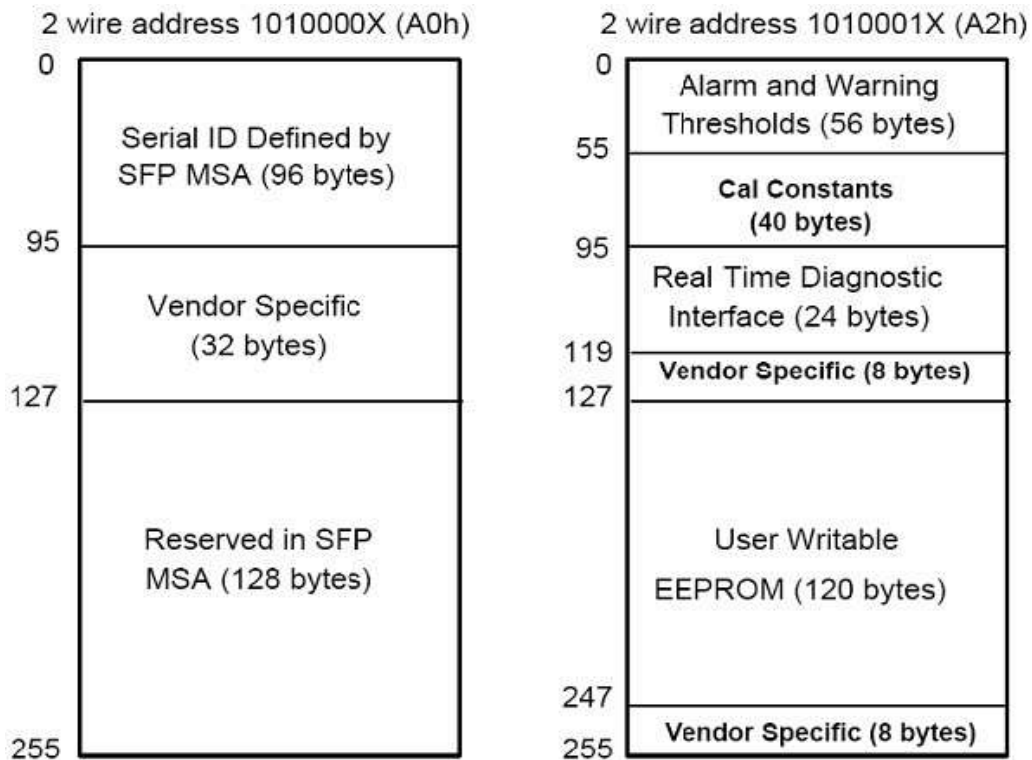 2 wire address 1010000X (A0h)
0
Serial ID Defined by
SFP MSA (96 bytes)
95
Vendor Specific
(32 bytes)
127
Reserved in SFP
MSA (128 bytes)
255
2 wire address 1010001X (A2h)
0
Alarm and Warning
Thresholds (56 bytes)
55
Cal Constants
(40 bytes)
95
Real Time Diagnostic
Interface (24 bytes)
119
Vendor Specific (8 bytes)
127
User Writable
EEPROM (120 bytes)
247
Vendor Specific (8 bytes)
255